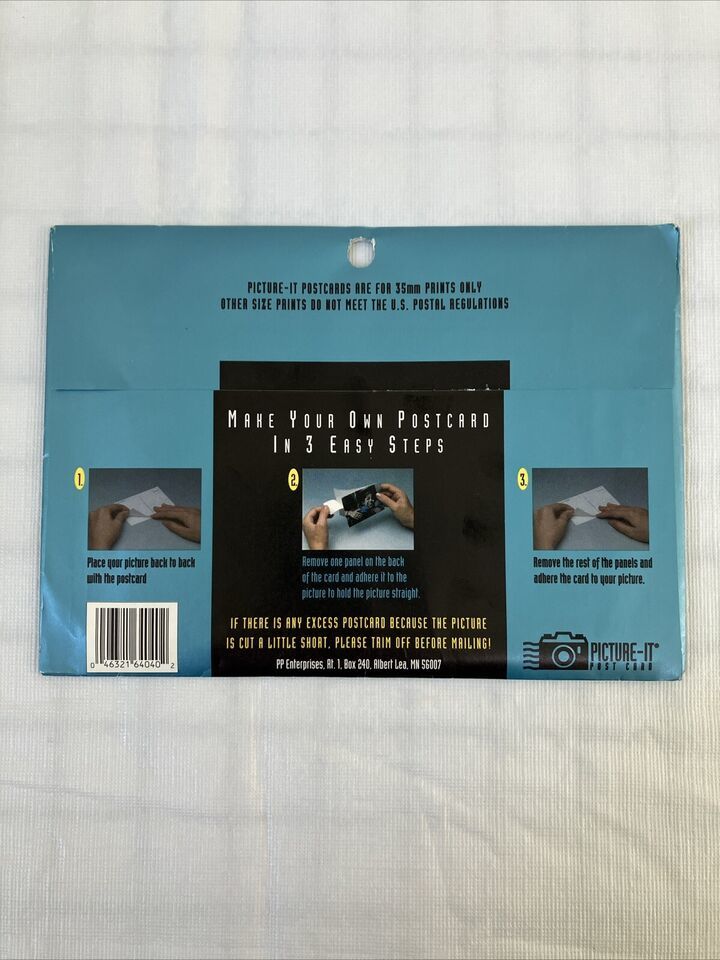 PICTURE-IT POSTCARDS ARE FOR 35mm PRINTS ONLY
OTHER SIZE PRINTS DO NOT MEET THE U.S. POSTAL REGULATIONS
MAKE YOUR OWN POSTCARD
IN 3 EASY STEPS
1.
Place your picture back to back
with the postcard
2.
Remove one panel on the back
of the card and adhere it to the
picture to hold the picture straight.
3.
Remove the rest of the panels and
adhere the card to your picture.
IF THERE IS ANY EXCESS POSTCARD BECAUSE THE PICTURE
IS CUT A LITTLE SHORT, PLEASE TRIM OFF BEFORE MAILING!
PP Enterprises, Rt. 1, Box 240, Albert Lea, MN 56007
0 46321 64040 2
PICTURE-IT®
POST CARD